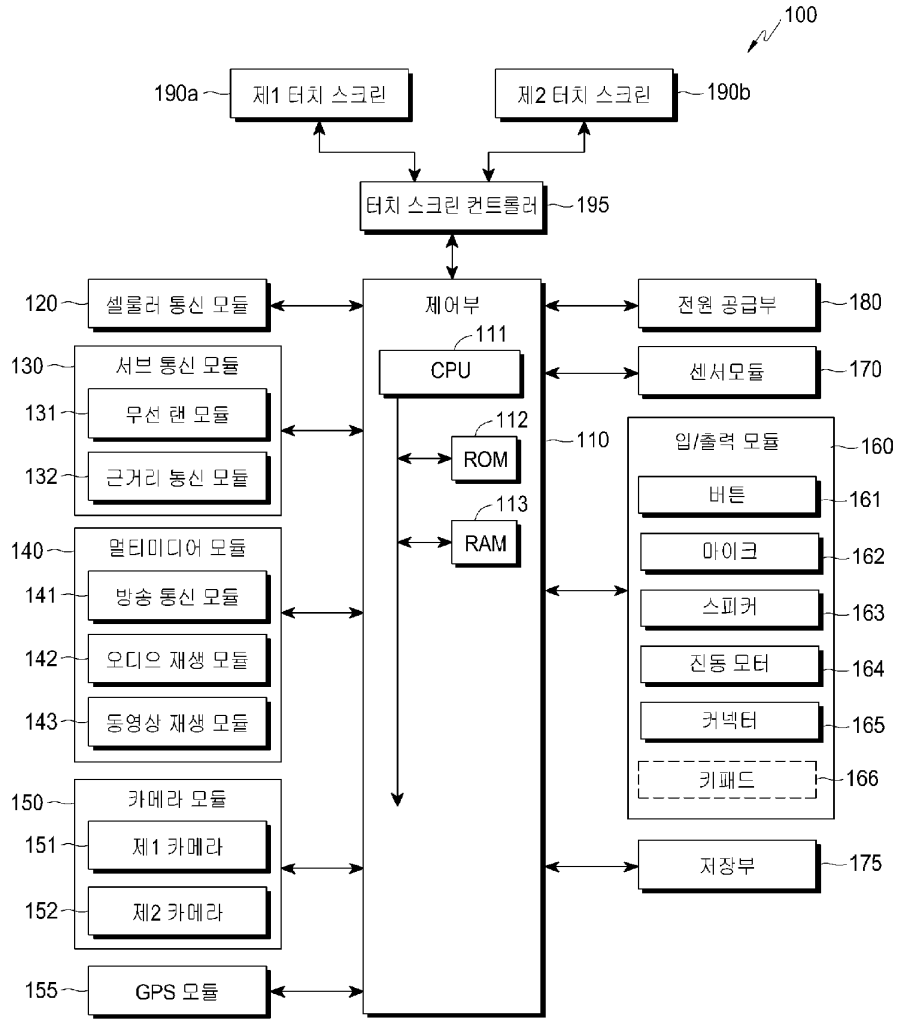 100
190a 제1 터치 스크린
제2 터치 스크린 190b
터치 스크린 컨트롤러 195
120 셀룰러 통신 모듈
130 서브 통신 모듈
131 무선 랜 모듈
132 근거리 통신 모듈
140 멀티미디어 모듈
141 방송 통신 모듈
142 오디오 재생 모듈
143 동영상 재생 모듈
150 카메라 모듈
151 제1 카메라
152 제2 카메라
155 GPS 모듈
제어부
111
CPU
112
ROM
113
RAM
110
전원 공급부 180
센서모듈 170
입/출력 모듈 160
버튼 161
마이크 162
스피커 163
진동 모터 164
커넥터 165
키패드 166
저장부 175